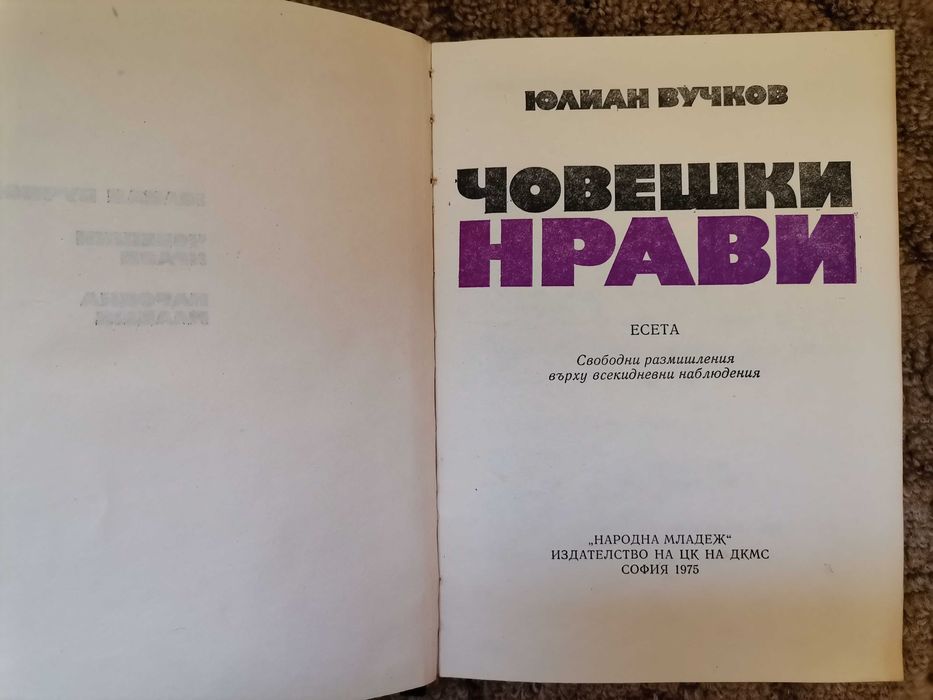 ЮЛИАН ВУЧКОВ
ЧОВЕШКИ
НРАВИ
ЕСЕТА
Свободни размишления
върху всекидневни наблюдения
„НАРОДНА МЛАДЕЖ“
ИЗДАТЕЛСТВО НА ЦК НА ДКМС
СОФИЯ 1975